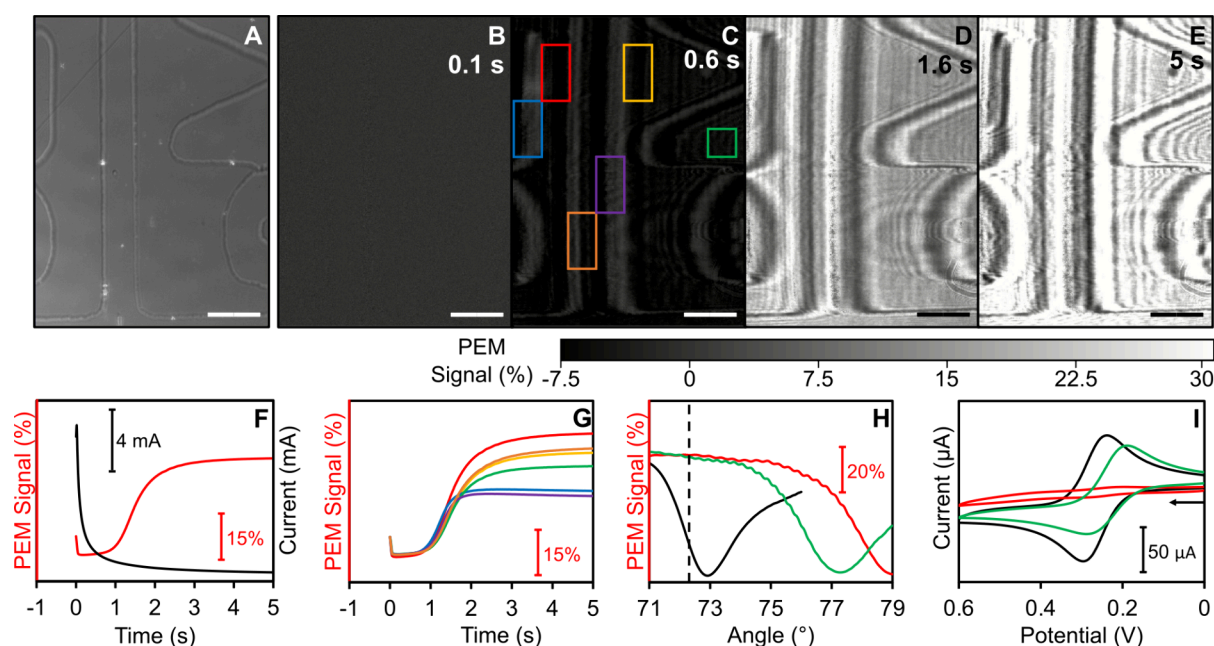 A
B
0.1 s
C
0.6 s
D
1.6 s
E
5 s
PEM
Signal (%)
-7.5
0
7.5
15
22.5
30
F
PEM Signal (%)
4 mA
15%
Current (mA)
-1
0
1
2
3
4
5
Time (s)
G
15%
-1
0
1
2
3
4
5
Time (s)
H
PEM Signal (%)
20%
71
73
75
77
79
Angle (°)
I
Current (µA)
50 µA
0.6
0.4
0.2
0
Potential (V)